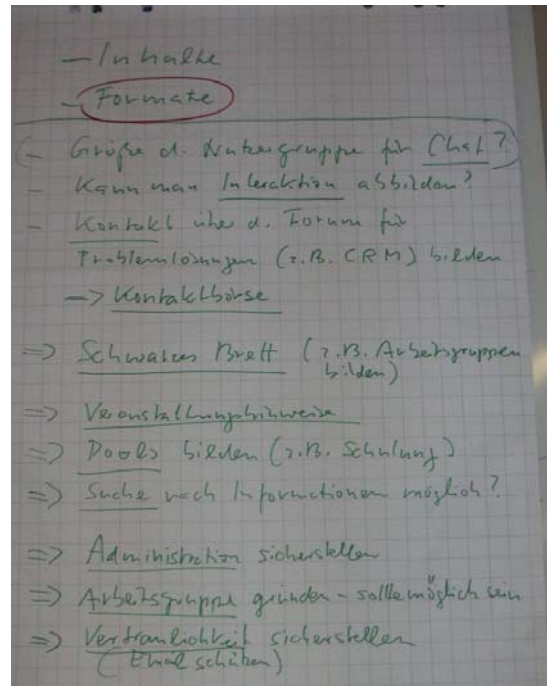 - Inhalte
- Formate
- Größe d. Nutzergruppe für Chat?
- Kann man Interaktion abbilden?
- Kontakt über d. Forum für
Problemlösungen (z.B. CRM) bilden
-> Kontaktbörse
=> Schwarzes Brett (z.B. Arbeitsgruppen
bilden)
=> Veranstaltungshinweise
=> Pools bilden (z.B. Schulung)
=> Suche nach Informationen möglich?
=> Administration sicherstellen
=> Arbeitsgruppe gründen - sollte möglich sein
=> Vertraulichkeit sicherstellen
(Email schützen)